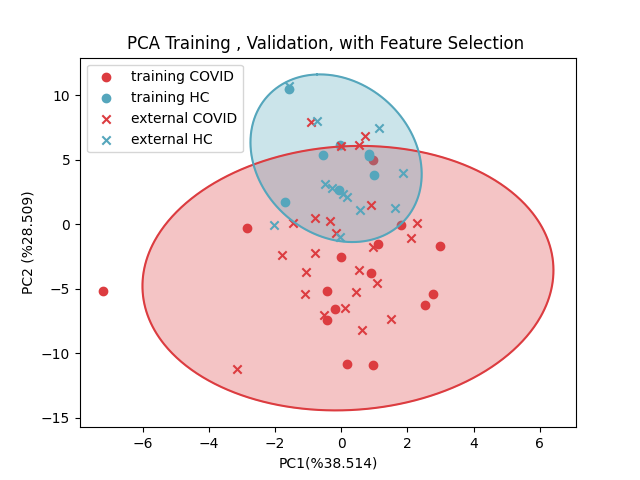 PCA Training , Validation, with Feature Selection
training COVID
training HC
external COVID
external HC
10
5
0
−5
−10
−15
PC2 (%28.509)
−6 −4 −2 0 2 4 6
PC1(%38.514)